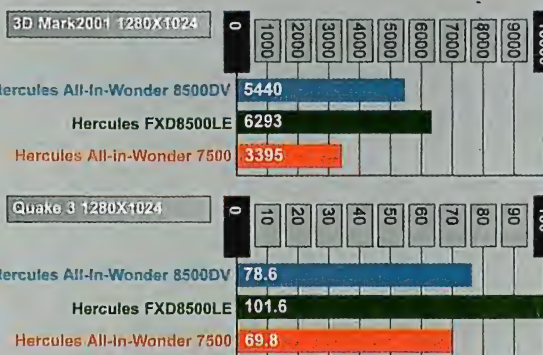 3D Mark2001 1280X1024
0 1000 2000 3000 4000 5000 6000 7000 8000 9000
Hercules All-In-Wonder 8500DV 5440
Hercules FXD8500LE 6293
Hercules All-in-Wonder 7500 3395
Quake 3 1280X1024
0 10 20 30 40 50 60 70 80 90 100
Hercules All-In-Wonder 8500DV 78.6
Hercules FXD8500LE 101.6
Hercules All-in-Wonder 7500 69.8